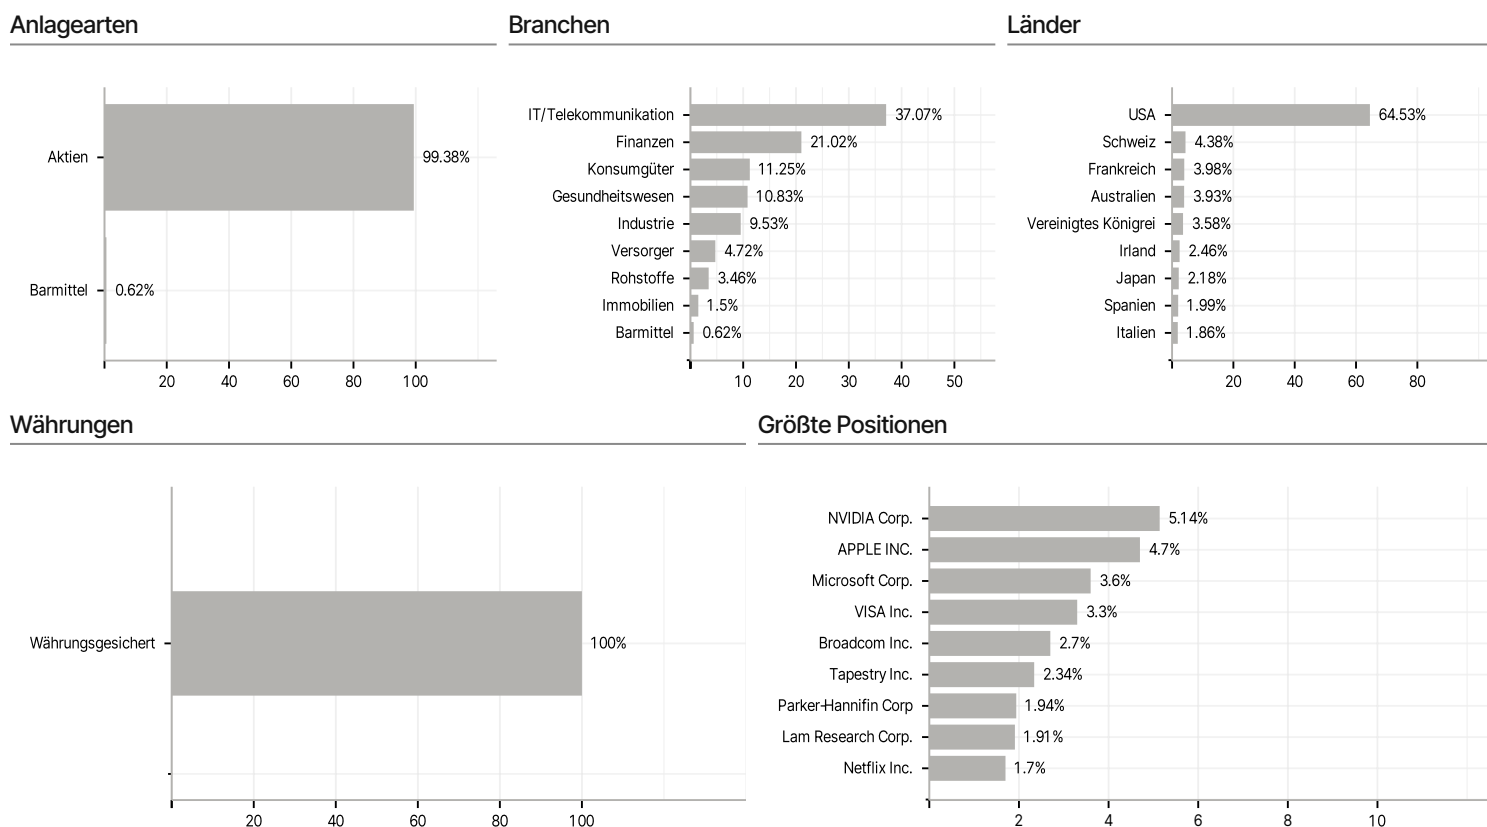 Anlagearten
Aktien
99.38%
Barmittel
0.62%
20 40 60 80 100
Branchen
IT/Telekommunikation 37.07%
Finanzen 21.02%
Konsumgüter 11.25%
Gesundheitswesen 10.83%
Industrie 9.53%
Versorger 4.72%
Rohstoffe 3.46%
Immobilien 1.5%
Barmittel 0.62%
10 20 30 40 50
Länder
USA 64.53%
Schweiz 4.38%
Frankreich 3.98%
Australien 3.93%
Vereinigtes Königrei 3.58%
Irland 2.46%
Japan 2.18%
Spanien 1.99%
Italien 1.86%
20 40 60 80
Währungen
Währungsgesichert 100%
20 40 60 80 100
Größte Positionen
NVIDIA Corp. 5.14%
APPLE INC. 4.7%
Microsoft Corp. 3.6%
VISA Inc. 3.3%
Broadcom Inc. 2.7%
Tapestry Inc. 2.34%
Parker-Hannifin Corp 1.94%
Lam Research Corp. 1.91%
Netflix Inc. 1.7%
2 4 6 8 10